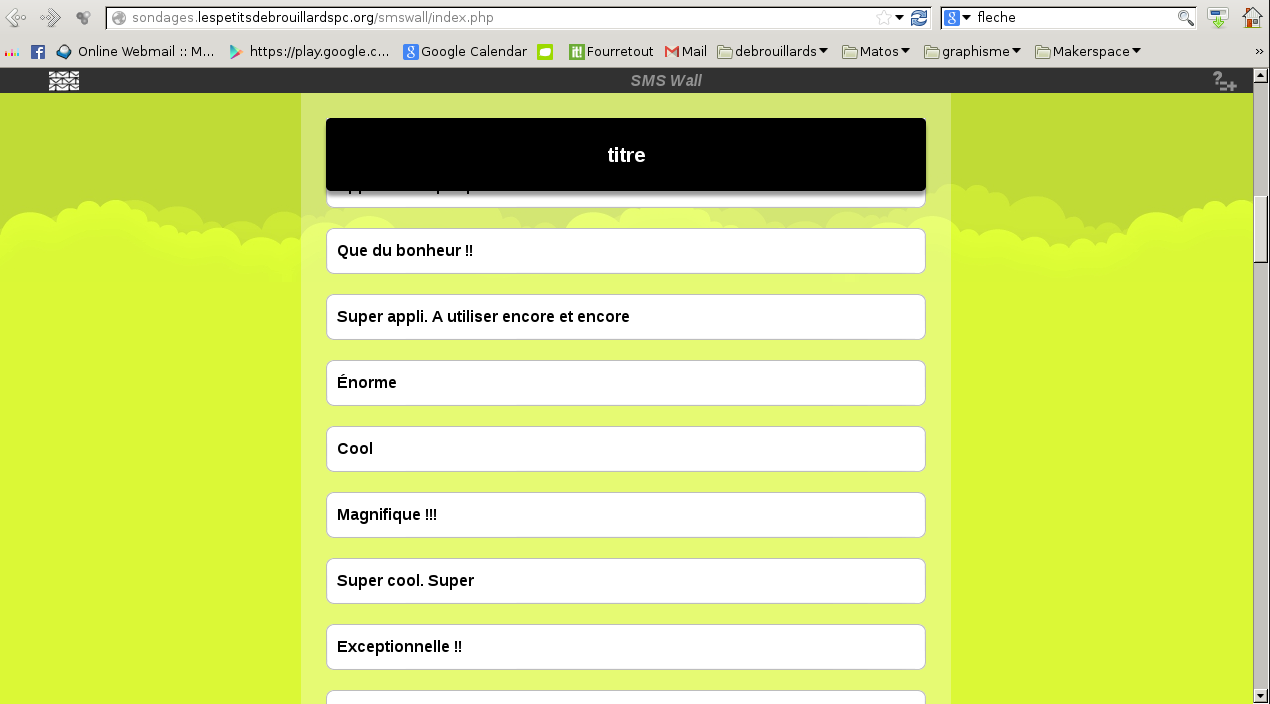 sondages.lespetitsdebrouillardspc.org/smswall/index.php
fleche
Online Webmail :: M...
https://play.google.c...
Google Calendar
it! Fourretout
Mail
debrouillards
Matos
graphisme
Makerspace
»
SMS Wall
titre
Que du bonheur !!
Super appli. A utiliser encore et encore
Énorme
Cool
Magnifique !!!
Super cool. Super
Exceptionnelle !!